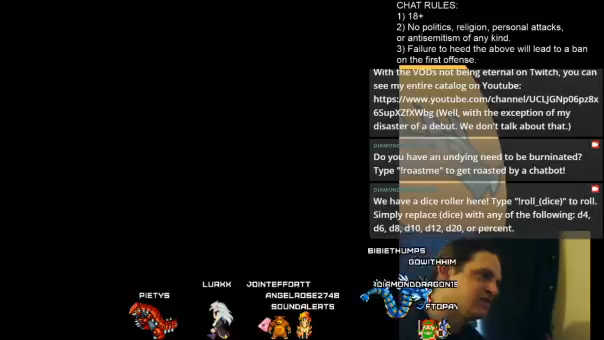 CHAT RULES:
1) 18+
2) No politics, religion, personal attacks,
or antisemitism of any kind.
3) Failure to heed the above will lead to a ban
on the first offense.
With the VODs not being eternal on Twitch, you can
see my entire catalog on Youtube:
https://www.youtube.com/channel/UCLJGNp06pz8x
6SupXZfXWbg (Well, with the exception of my
disaster of a debut. We don't talk about that.)
Do you have an undying need to be burninated?
Type "!roastme" to get roasted by a chatbot!
We have a dice roller here! Type "!roll_(dice)" to roll.
Simply replace (dice) with any of the following: d4,
d6, d8, d10, d12, d20, or percent.
BIBIETHUMPS
GOWITHHIM
LURXX
JOINTEFFORTT
DIAMONDDRAGON19
PIETYS
ANGELROSE2748
SOUNDALERTS